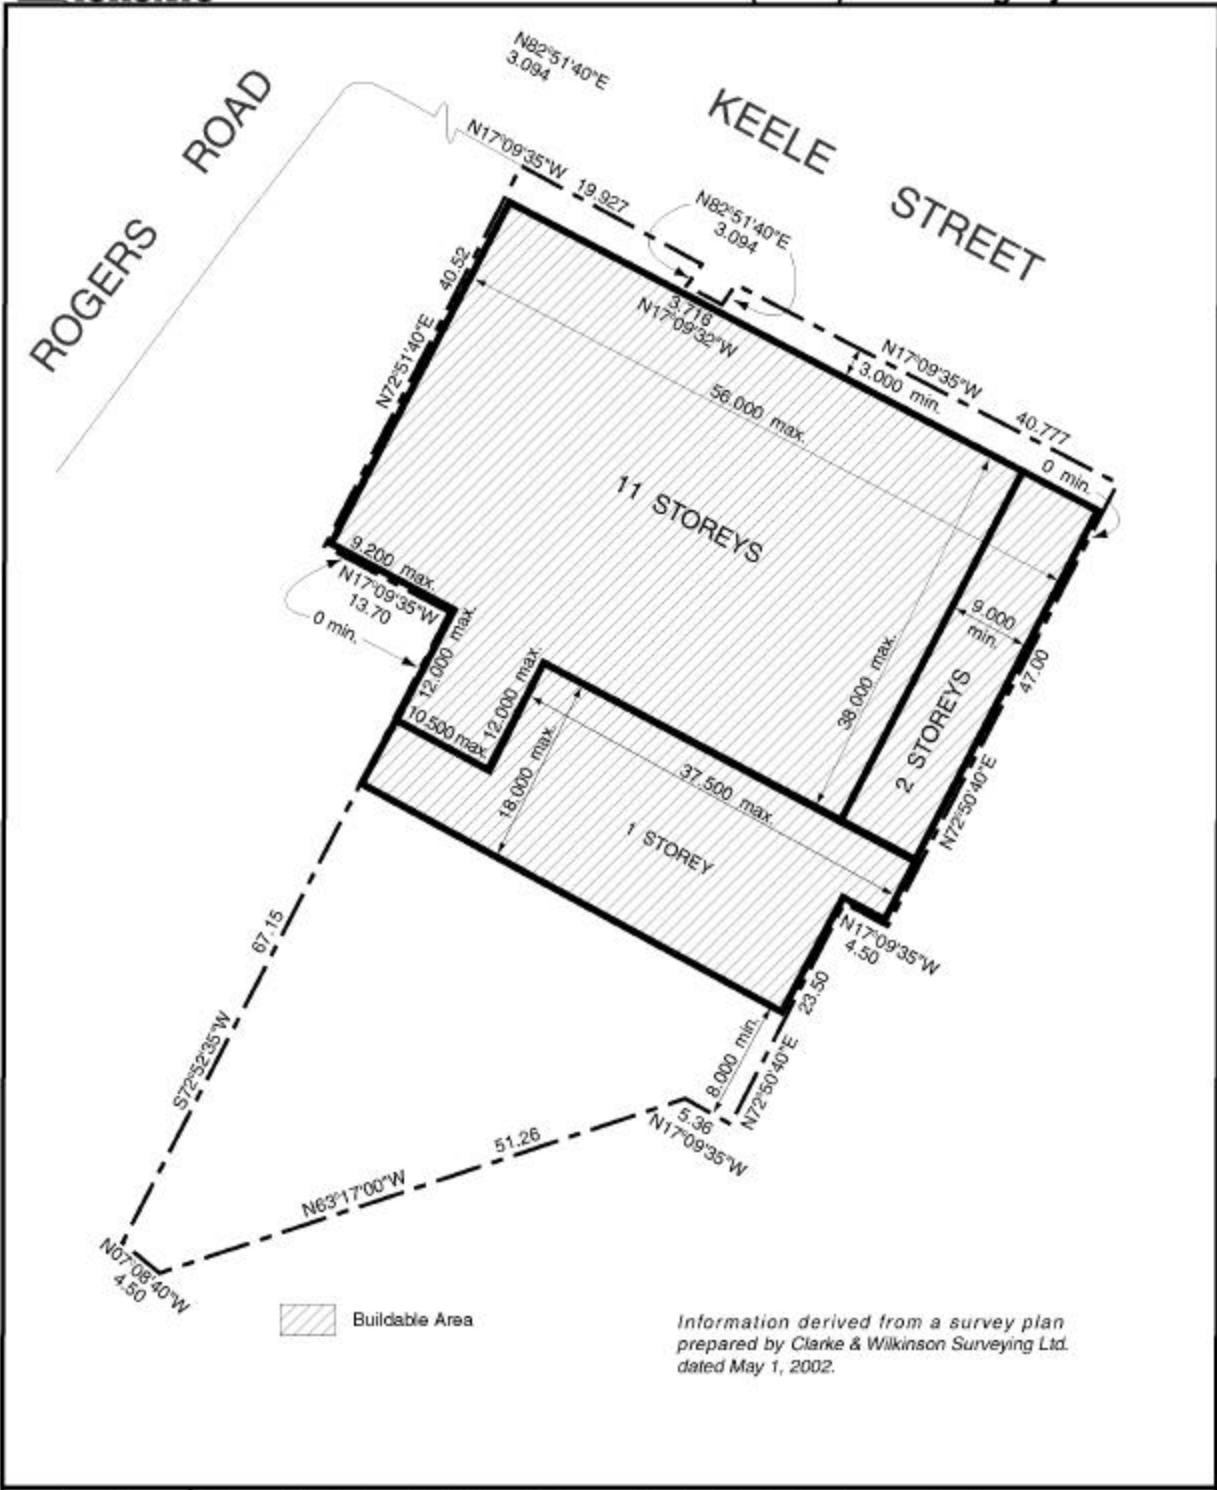 N82°51'40"E
3.094
KEELE STREET
ROGERS ROAD
N17°09'35"W 19.927
N82°51'40"E
3.094
3.716
N17°09'32"W
40.52
N72°51'40"E
N17°09'35"W 40.777
3.000 min.
0 min.
56.000 max.
11 STOREYS
9.200 max.
N17°09'35"W
13.70
0 min.
12.000 max.
10.500 max.
12.000 max.
38.000 max.
9.000
min.
2 STOREYS
47.00
N72°50'40"E
18.000 max.
37.500 max.
1 STOREY
N17°09'35"W
4.50
23.50
N72°50'40"E
8.000 min.
5.36
N17°09'35"W
67.15
S72°52'35"W
51.26
N63°17'00"W
N07°08'40"W
4.50
Buildable Area
Information derived from a survey plan
prepared by Clarke & Wilkinson Surveying Ltd.
dated May 1, 2002.